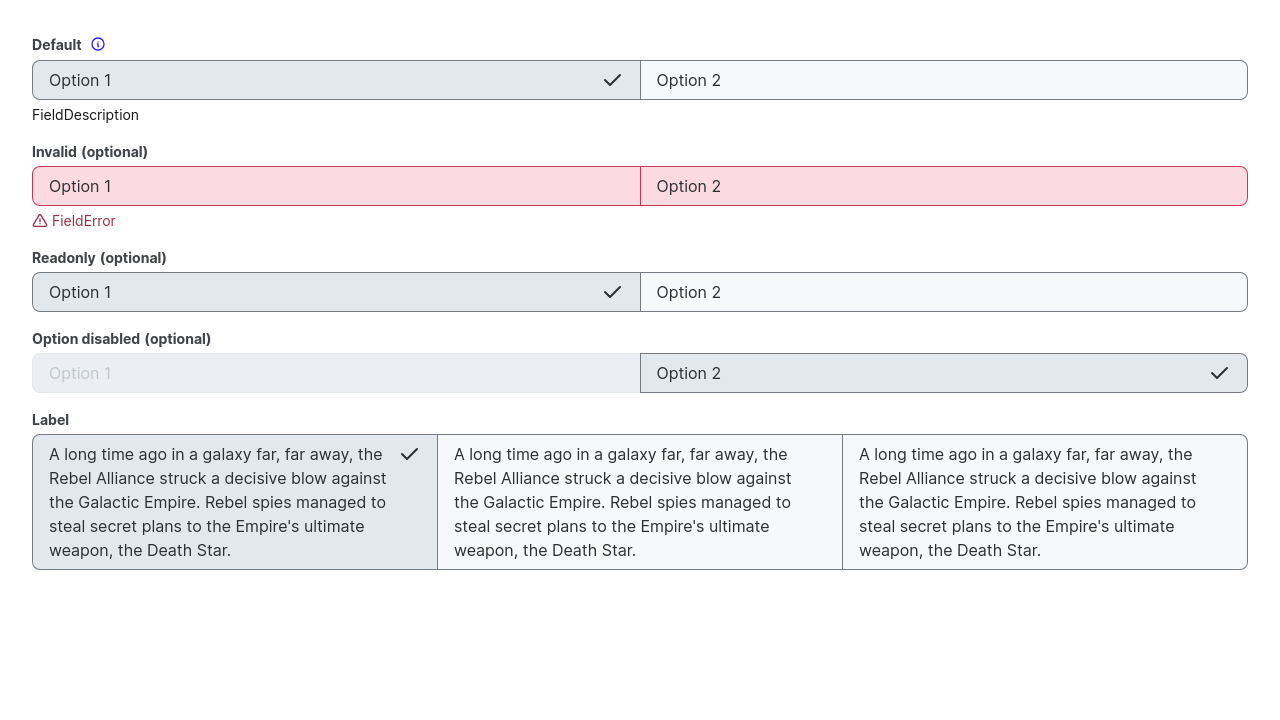 Default
Option 1
Option 2
FieldDescription
Invalid (optional)
Option 1
Option 2
FieldError
Readonly (optional)
Option 1
Option 2
Option disabled (optional)
Option 1
Option 2
Label
A long time ago in a galaxy far, far away, the
Rebel Alliance struck a decisive blow against
the Galactic Empire. Rebel spies managed to
steal secret plans to the Empire's ultimate
weapon, the Death Star.
A long time ago in a galaxy far, far away, the
Rebel Alliance struck a decisive blow against
the Galactic Empire. Rebel spies managed to
steal secret plans to the Empire's ultimate
weapon, the Death Star.
A long time ago in a galaxy far, far away, the
Rebel Alliance struck a decisive blow against
the Galactic Empire. Rebel spies managed to
steal secret plans to the Empire's ultimate
weapon, the Death Star.